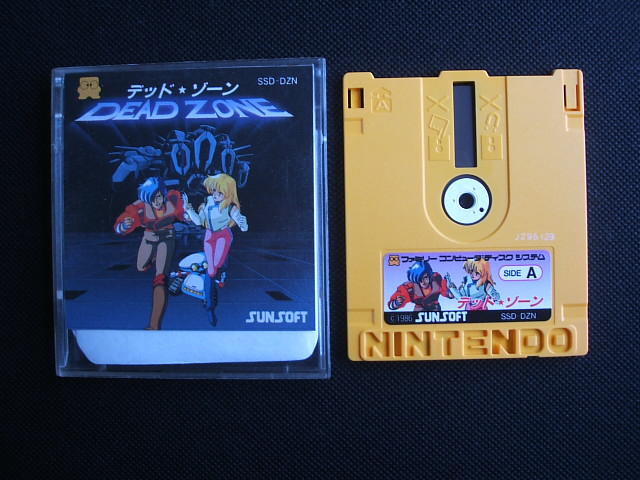 デッド★ゾーン
SSD-DZN
DEAD ZONE
SUNSOFT
ファミリー コンピュータ ディスク システム
SIDE A
デッド★ゾーン
©1986 SUNSOFT
SSD-DZN
NINTENDO